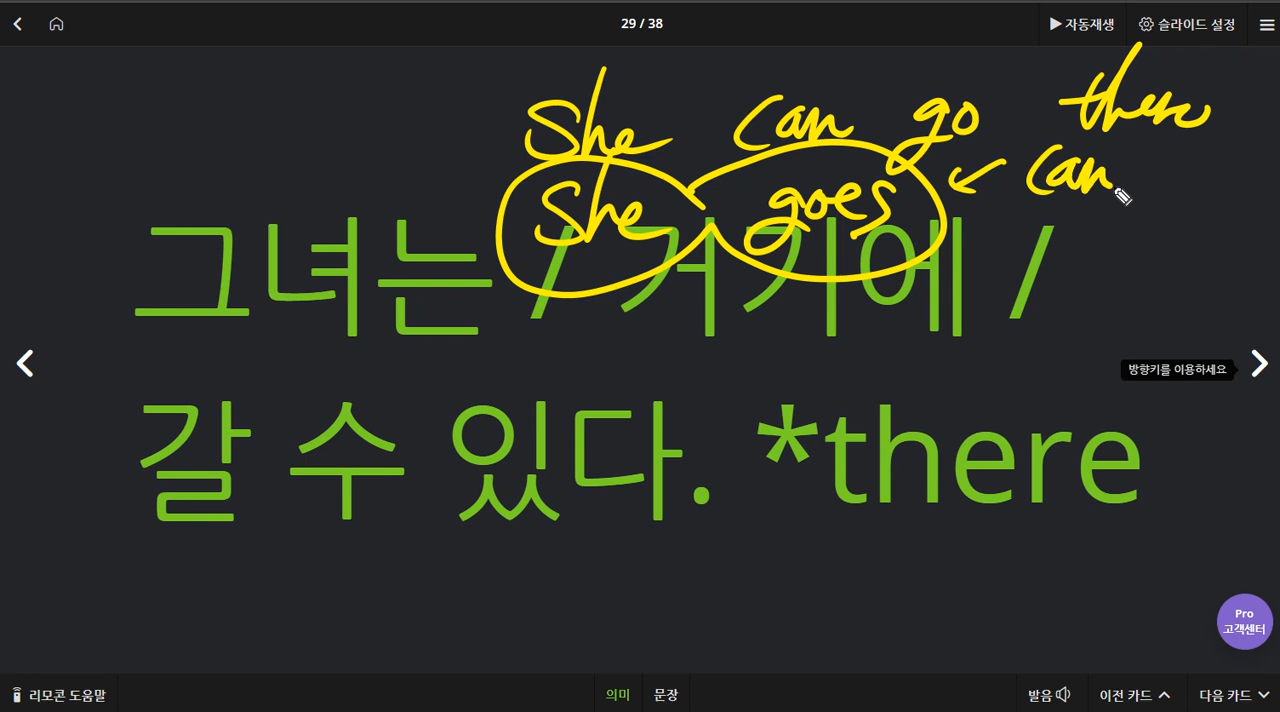 29 / 38
자동재생
슬라이드 설정
She can go there
She goes can
그녀는 / 거기에 /
갈 수 있다. *there
방향키를 이용하세요
Pro
고객센터
리모콘 도움말
의미
문장
발음
이전 카드
다음 카드